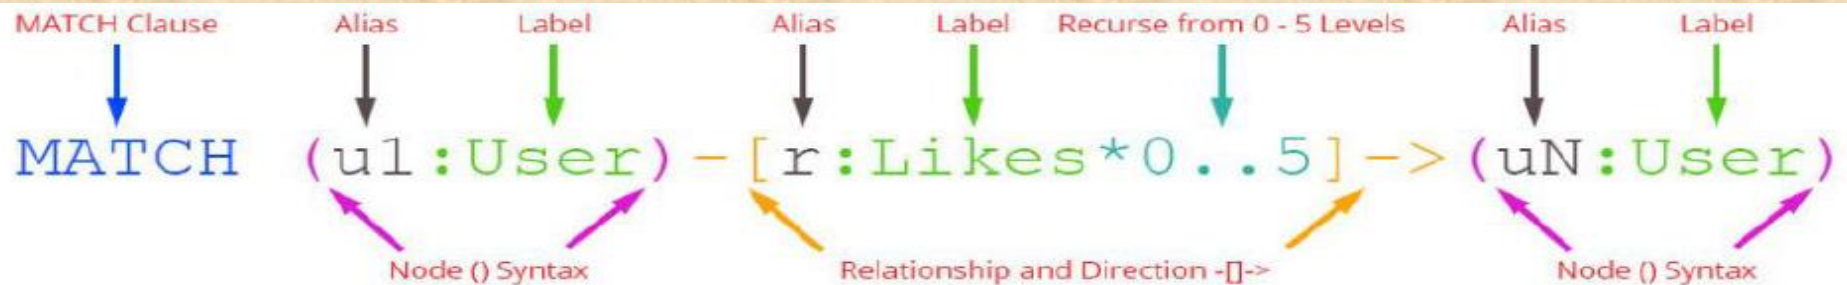 MATCH Clause Alias Label Alias Label Recurse from 0 - 5 Levels Alias Label
MATCH (u1:User)-[r:Likes*0..5]->(uN:User)
Node () Syntax Relationship and Direction -[]-> Node () Syntax